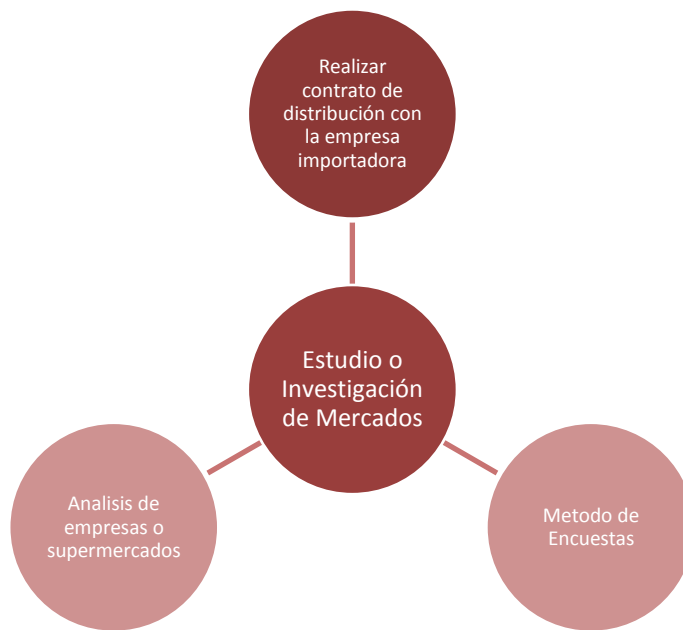 Realizar
contrato de
distribución con
la empresa
importadora
Estudio o
Investigación
de Mercados
Analisis de
empresas o
supermercados
Metodo de
Encuestas